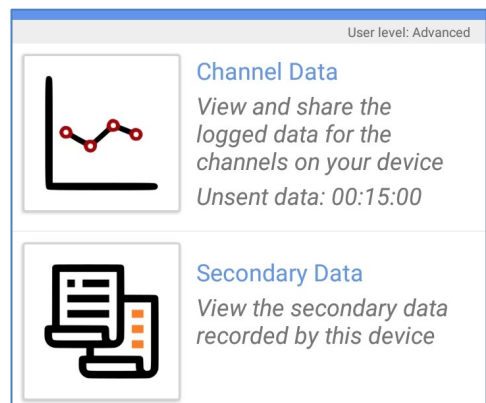 User level: Advanced
Channel Data
View and share the
logged data for the
channels on your device
Unsent data: 00:15:00
Secondary Data
View the secondary data
recorded by this device